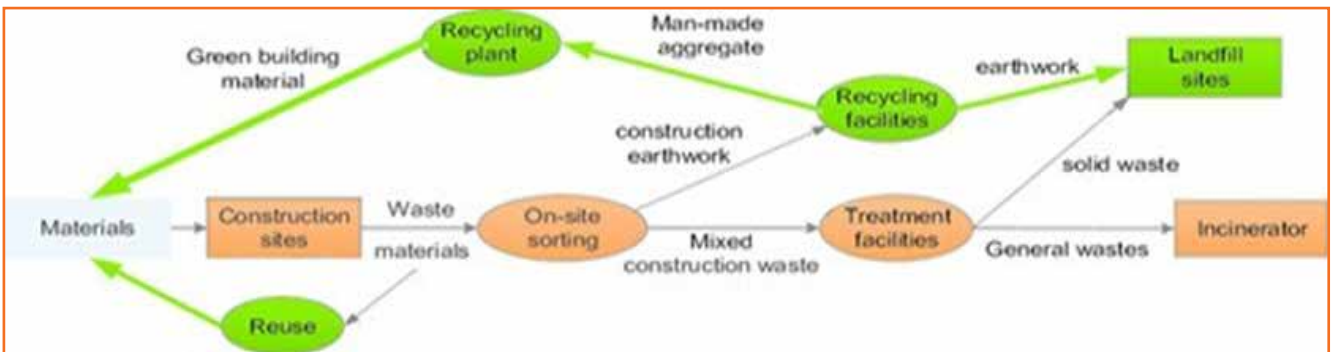 Recycling
plant
Man-made
aggregate
Green building
material
earthwork
Landfill
sites
Recycling
facilities
construction
earthwork
solid waste
Materials
Construction
sites
Waste
materials
On-site
sorting
Mixed
construction waste
Treatment
facilities
General wastes
Incinerator
Reuse